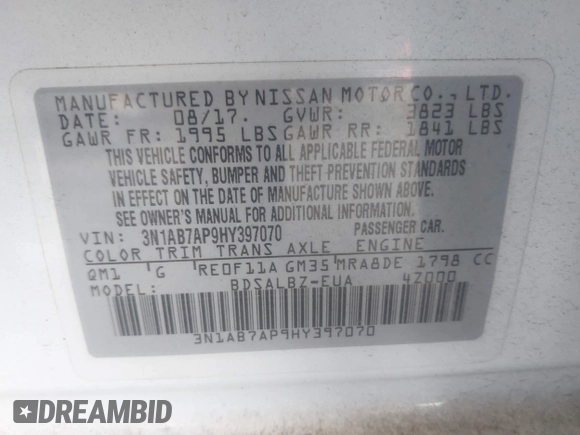 MANUFACTURED BY NISSAN MOTOR CO., LTD.
DATE: 08/17. GVWR: 3823 LBS
GAWR FR: 1995 LBS GAWR RR: 1841 LBS
THIS VEHICLE CONFORMS TO ALL APPLICABLE FEDERAL MOTOR
VEHICLE SAFETY, BUMPER AND THEFT PREVENTION STANDARDS
IN EFFECT ON THE DATE OF MANUFACTURE SHOWN ABOVE.
SEE OWNER'S MANUAL FOR ADDITIONAL INFORMATION
VIN: 3N1AB7AP9HY397070 PASSENGER CAR.
COLOR TRIM TRANS AXLE ENGINE
QM1 G RE0F11A GM35 MRA8DE 1798 CC
MODEL: BDSALBZ-EUA 4Z000
3N1AB7AP9HY397070
DREAMBID